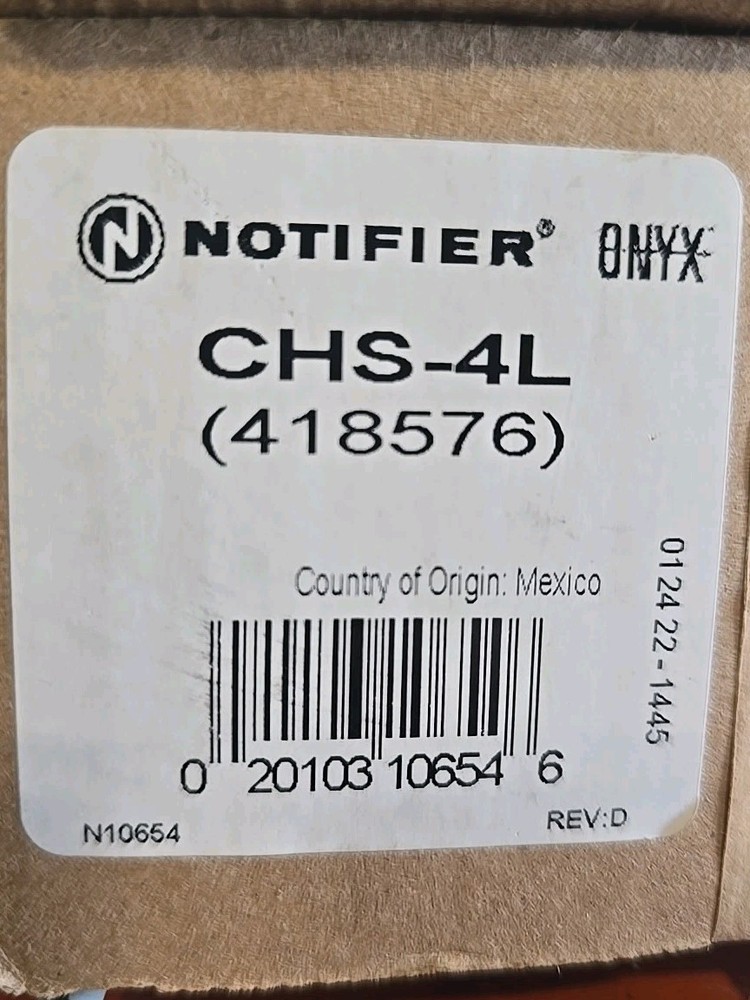 N NOTIFIER® ONYX
CHS-4L
(418576)
Country of Origin: Mexico
0124 22-1445
0 20103 10654 6
N10654 REV:D